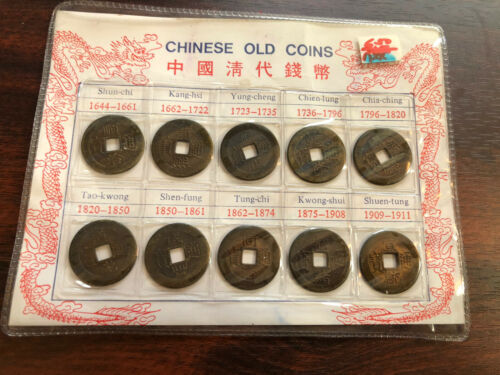 CHINESE OLD COINS
中國清代錢幣
Shun-chi Kang-hsi Yung-cheng Chien-lung Chia-ching
1644–1661 1662–1722 1723–1735 1736–1796 1796–1820
Tao-kwong Shen-fung Tung-chi Kwong-shui Shuen-tung
1820–1850 1850–1861 1862–1874 1875–1908 1909–1911